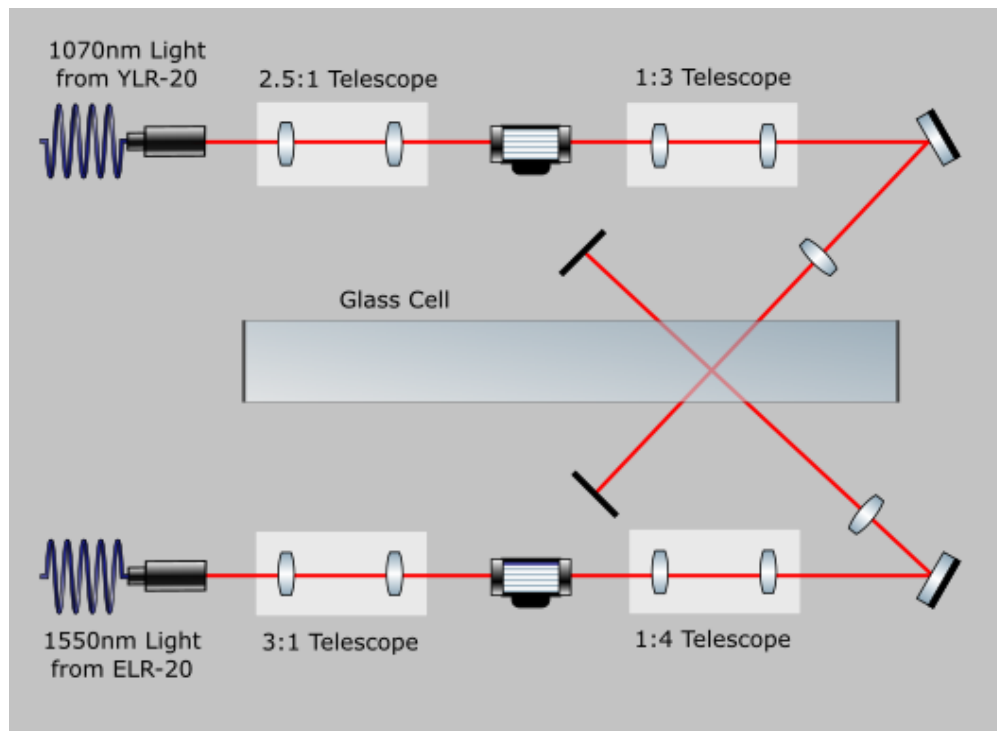 1070nm Light
from YLR-20
2.5:1 Telescope
1:3 Telescope
Glass Cell
1550nm Light
from ELR-20
3:1 Telescope
1:4 Telescope